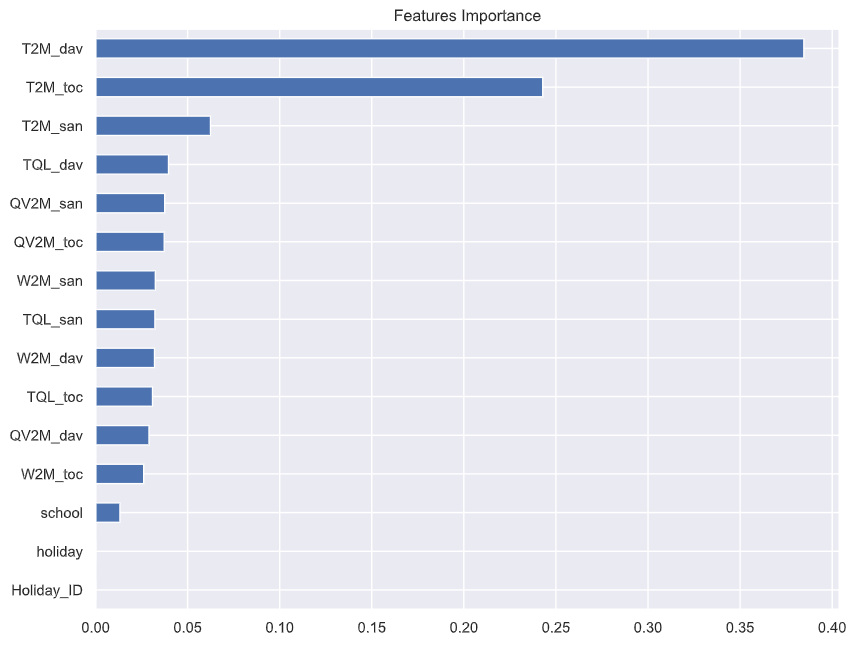 Features Importance
T2M_dav
T2M_toc
T2M_san
TQL_dav
QV2M_san
QV2M_toc
W2M_san
TQL_san
W2M_dav
TQL_toc
QV2M_dav
W2M_toc
school
holiday
Holiday_ID
0.00 0.05 0.10 0.15 0.20 0.25 0.30 0.35 0.40